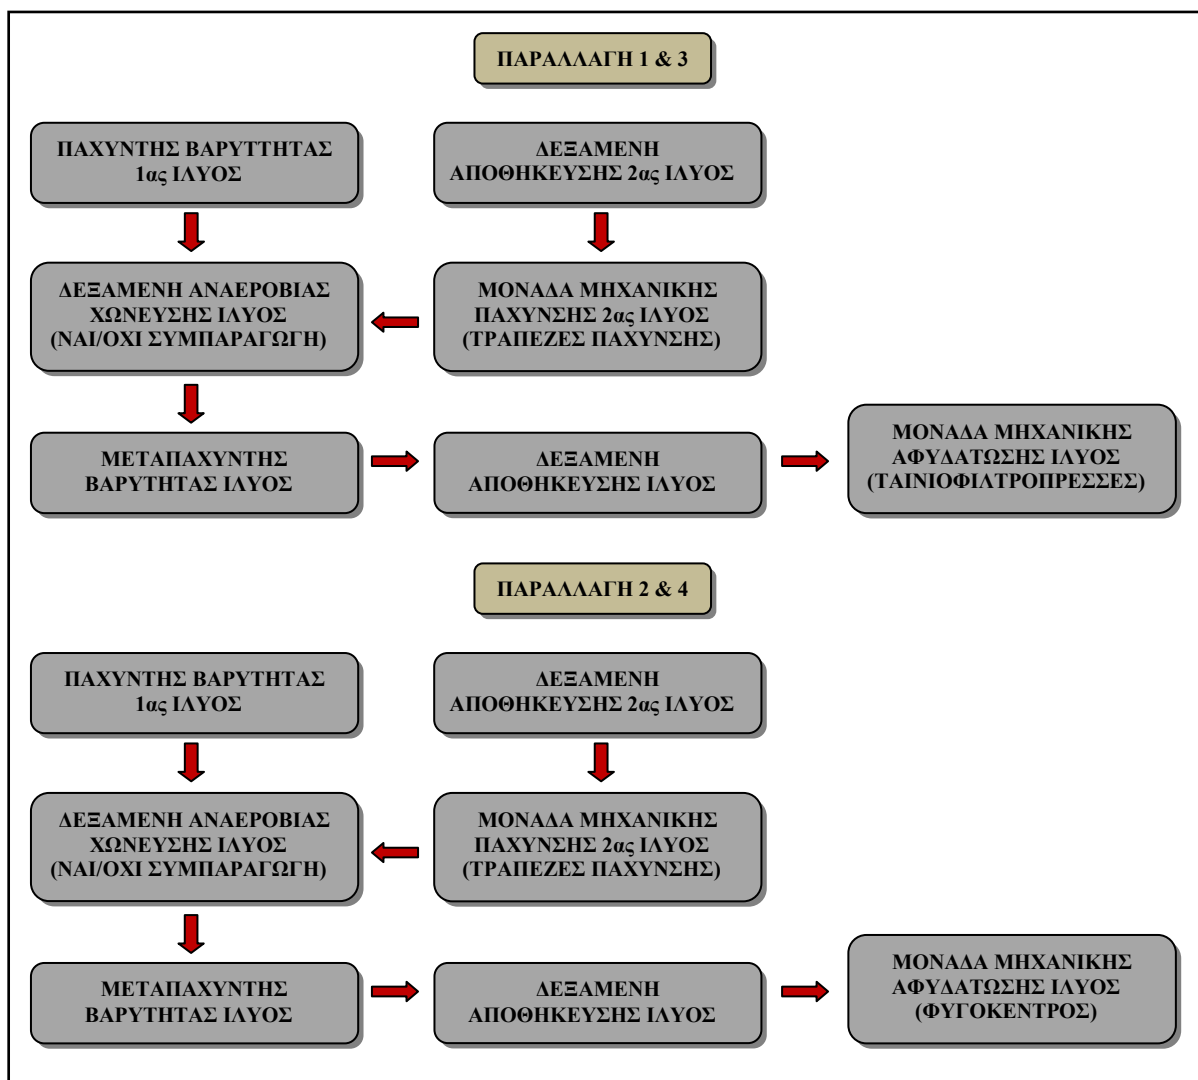 ΠΑΡΑΛΛΑΓΗ 1 & 3
ΠΑΧΥΝΤΗΣ ΒΑΡΥΤΤΗΤΑΣ
1ας ΙΛΥΟΣ
ΔΕΞΑΜΕΝΗ
ΑΠΟΘΗΚΕΥΣΗΣ 2ας ΙΛΥΟΣ
ΔΕΞΑΜΕΝΗ ΑΝΑΕΡΟΒΙΑΣ
ΧΩΝΕΥΣΗΣ ΙΛΥΟΣ
(ΝΑΙ/ΟΧΙ ΣΥΜΠΑΡΑΓΩΓΗ)
ΜΟΝΑΔΑ ΜΗΧΑΝΙΚΗΣ
ΠΑΧΥΝΣΗΣ 2ας ΙΛΥΟΣ
(ΤΡΑΠΕΖΕΣ ΠΑΧΥΝΣΗΣ)
ΜΕΤΑΠΑΧΥΝΤΗΣ
ΒΑΡΥΤΗΤΑΣ ΙΛΥΟΣ
ΔΕΞΑΜΕΝΗ
ΑΠΟΘΗΚΕΥΣΗΣ ΙΛΥΟΣ
ΜΟΝΑΔΑ ΜΗΧΑΝΙΚΗΣ
ΑΦΥΔΑΤΩΣΗΣ ΙΛΥΟΣ
(ΤΑΙΝΙΟΦΙΛΤΡΟΠΡΕΣΣΕΣ)
ΠΑΡΑΛΛΑΓΗ 2 & 4
ΠΑΧΥΝΤΗΣ ΒΑΡΥΤΗΤΑΣ
1ας ΙΛΥΟΣ
ΔΕΞΑΜΕΝΗ
ΑΠΟΘΗΚΕΥΣΗΣ 2ας ΙΛΥΟΣ
ΔΕΞΑΜΕΝΗ ΑΝΑΕΡΟΒΙΑΣ
ΧΩΝΕΥΣΗΣ ΙΛΥΟΣ
(ΝΑΙ/ΟΧΙ ΣΥΜΠΑΡΑΓΩΓΗ)
ΜΟΝΑΔΑ ΜΗΧΑΝΙΚΗΣ
ΠΑΧΥΝΣΗΣ 2ας ΙΛΥΟΣ
(ΤΡΑΠΕΖΕΣ ΠΑΧΥΝΣΗΣ)
ΜΕΤΑΠΑΧΥΝΤΗΣ
ΒΑΡΥΤΗΤΑΣ ΙΛΥΟΣ
ΔΕΞΑΜΕΝΗ
ΑΠΟΘΗΚΕΥΣΗΣ ΙΛΥΟΣ
ΜΟΝΑΔΑ ΜΗΧΑΝΙΚΗΣ
ΑΦΥΔΑΤΩΣΗΣ ΙΛΥΟΣ
(ΦΥΓΟΚΕΝΤΡΟΣ)